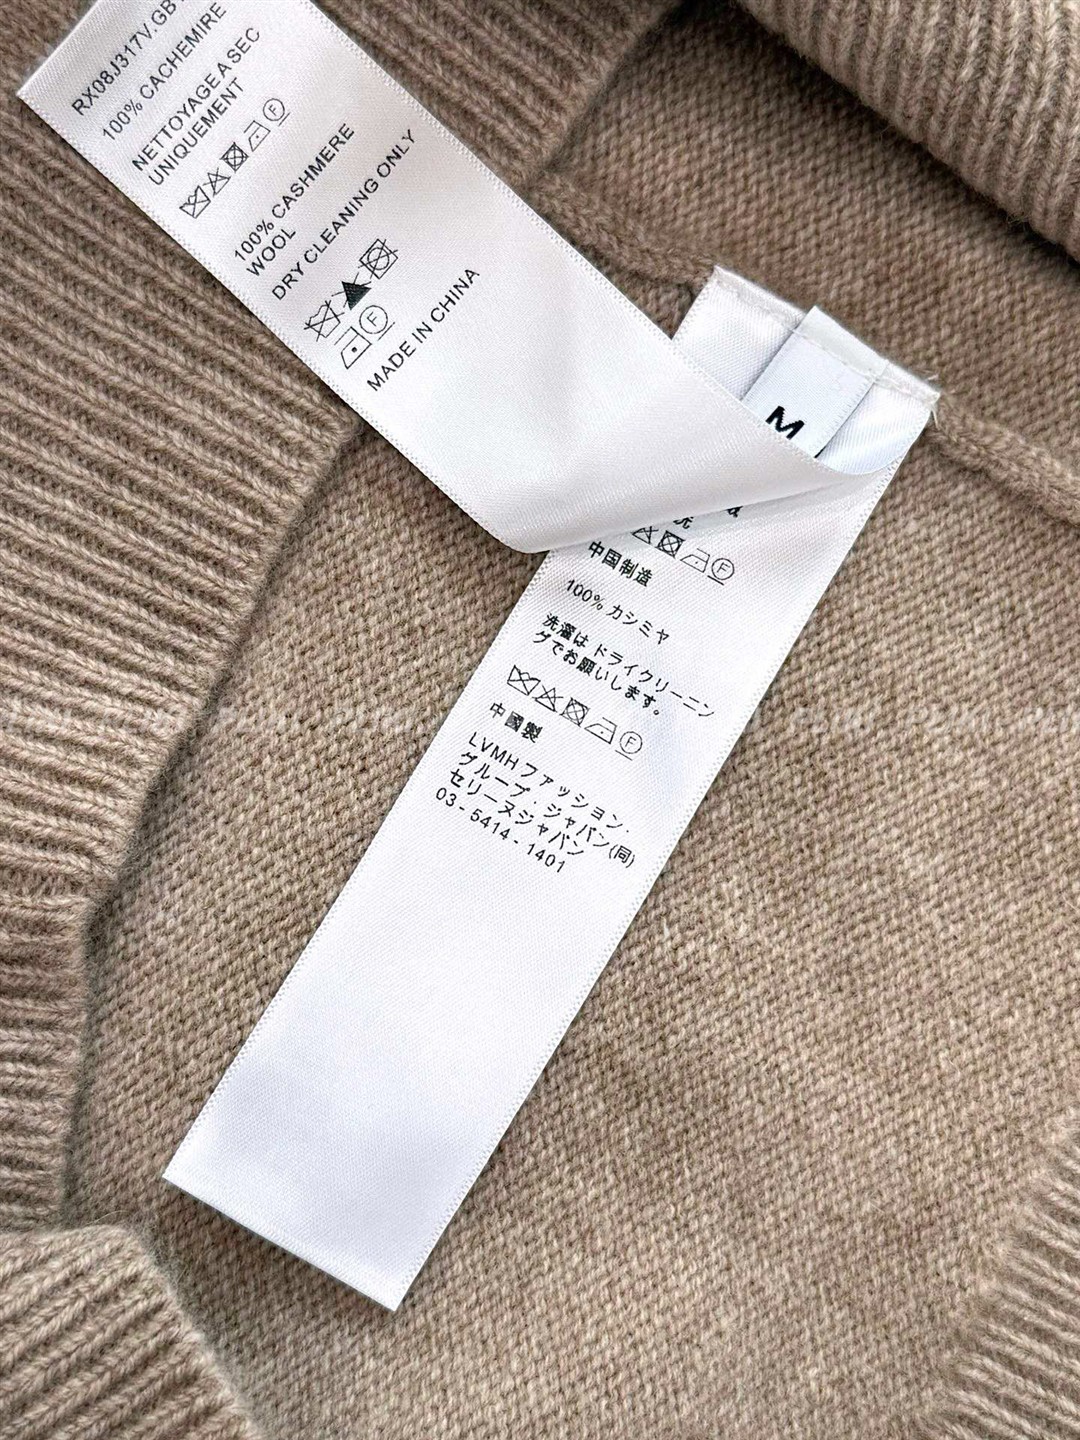 RX08J317V.GB
100% CACHEMIRE
NETTOYAGE A SEC
UNIQUEMENT
100% CASHMERE
WOOL
DRY CLEANING ONLY
MADE IN CHINA
M
洗
中国制造
100% カシミヤ
洗濯は ドライクリーニン
グでお願いします。
中國製
LVMHファッション.
グループ.ジャパン(同)
セリーヌジャパン
03-5414-1401